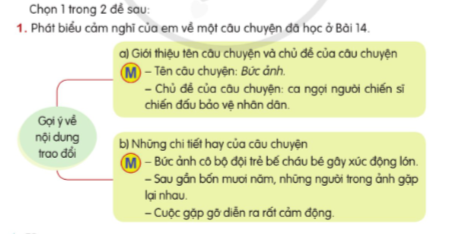 Chọn 1 trong 2 đề sau:
1. Phát biểu cảm nghĩ của em về một câu chuyện đã học ở Bài 14.
a) Giới thiệu tên câu chuyện và chủ đề của câu chuyện
M – Tên câu chuyện: Bức ảnh.
– Chủ đề của câu chuyện: ca ngợi người chiến sĩ
chiến đấu bảo vệ nhân dân.
Gợi ý về
nội dung
trao đổi
b) Những chi tiết hay của câu chuyện
M – Bức ảnh cô bộ đội trẻ bế cháu bé gây xúc động lớn.
– Sau gần bốn mươi năm, những người trong ảnh gặp
lại nhau.
– Cuộc gặp gỡ diễn ra rất cảm động.